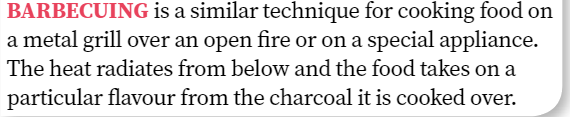 BARBECUING is a similar technique for cooking food on
a metal grill over an open fire or on a special appliance.
The heat radiates from below and the food takes on a
particular flavour from the charcoal it is cooked over.